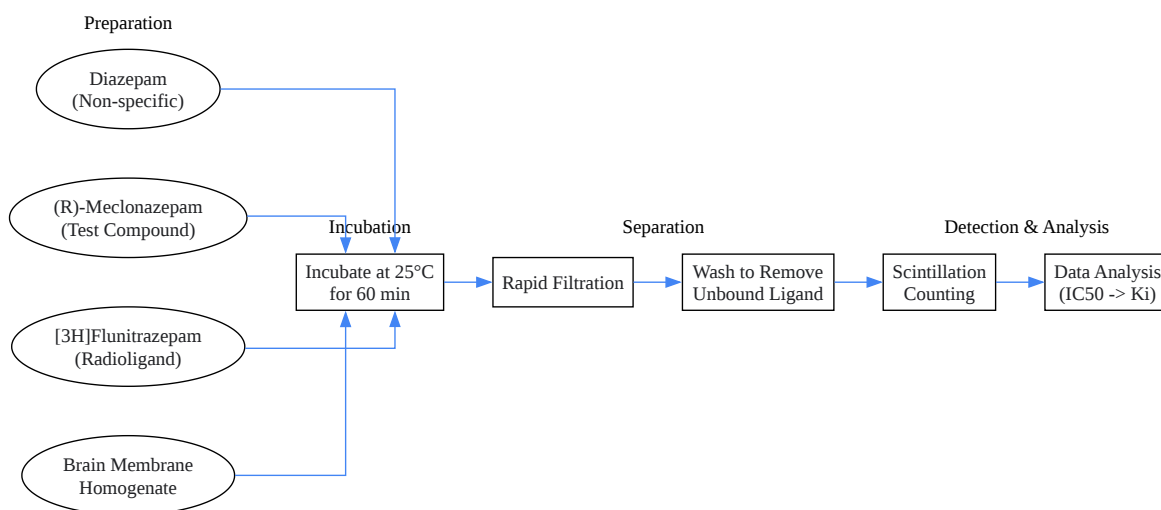 Preparation
Diazepam
(Non-specific)
(R)-Meclonazepam
(Test Compound)
[3H]Flunitrazepam
(Radioligand)
Brain Membrane
Homogenate
Incubation
Incubate at 25°C
for 60 min
Separation
Rapid Filtration
Wash to Remove
Unbound Ligand
Detection & Analysis
Scintillation
Counting
Data Analysis
(IC50 -> Ki)